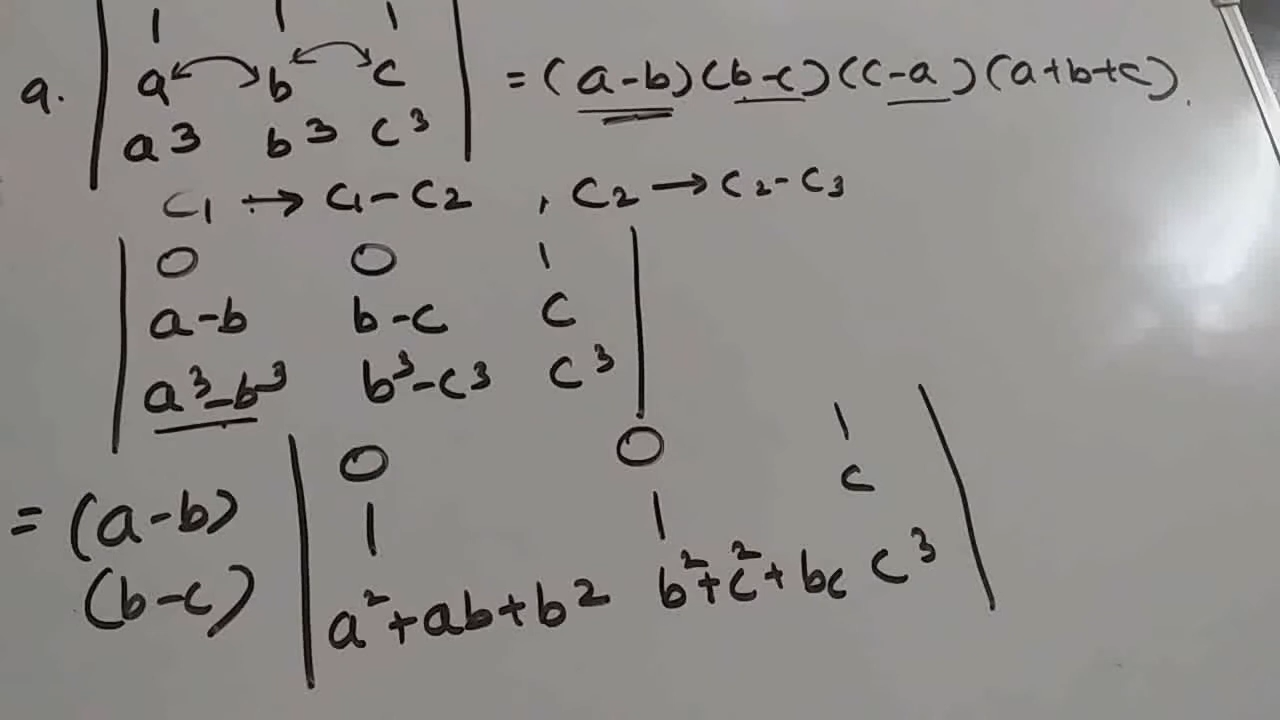 1 1 1
9. a b c = (a-b)(b-c)(c-a)(a+b+c).
a3 b3 c3
C1 → C1-C2 , C2 → C2-C3
0 0 1
a-b b-c c
a³-b³ b³-c³ c³
0 0 1
= (a-b) 1 1 c
(b-c) a²+ab+b2 b²+c²+bc c³